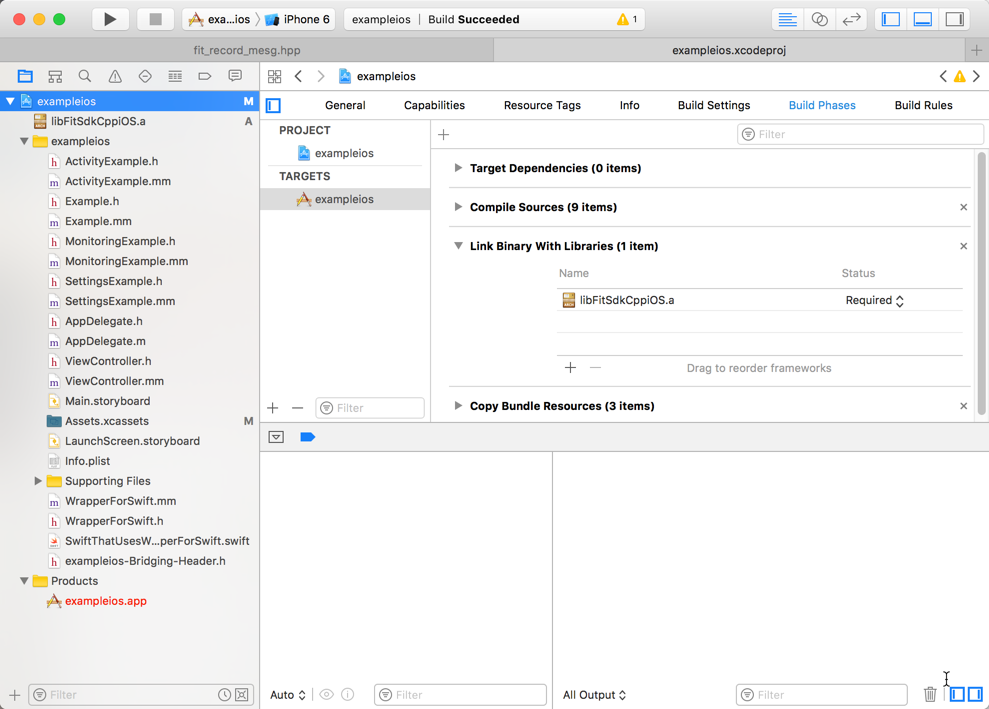 exa...ios 〉 iPhone 6
exampleios | Build Succeeded 1
fit_record_mesg.hpp
exampleios.xcodeproj
exampleios
exampleios M
libFitSdkCppiOS.a A
exampleios
ActivityExample.h
ActivityExample.mm
Example.h
Example.mm
MonitoringExample.h
MonitoringExample.mm
SettingsExample.h
SettingsExample.mm
AppDelegate.h
AppDelegate.m
ViewController.h
ViewController.mm
Main.storyboard
Assets.xcassets M
LaunchScreen.storyboard
Info.plist
Supporting Files
WrapperForSwift.mm
WrapperForSwift.h
SwiftThatUsesW...perForSwift.swift
exampleios-Bridging-Header.h
Products
exampleios.app
Filter
General Capabilities Resource Tags Info Build Settings Build Phases Build Rules
PROJECT
exampleios
TARGETS
exampleios
Filter
Filter
Target Dependencies (0 items)
Compile Sources (9 items)
Link Binary With Libraries (1 item)
Name Status
libFitSdkCppiOS.a Required
Drag to reorder frameworks
Copy Bundle Resources (3 items)
Auto Filter
All Output Filter